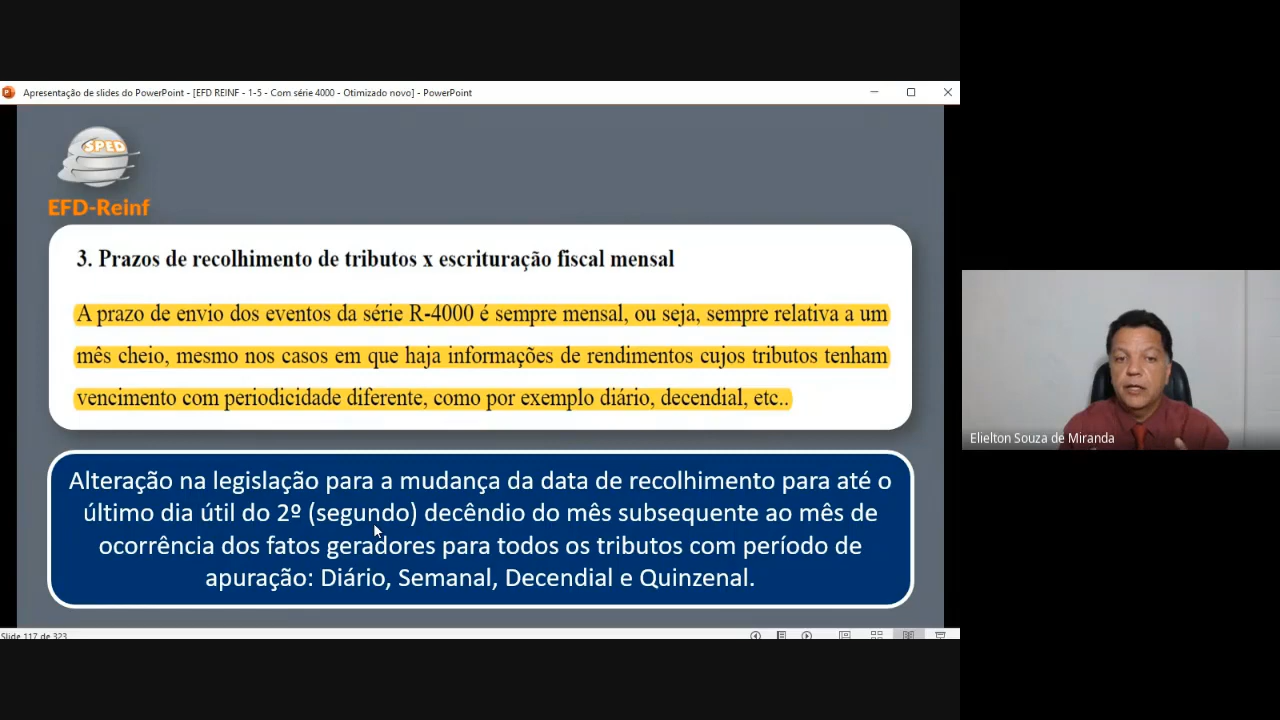 Apresentação de slides do PowerPoint - [EFD REINF - 1-5 - Com série 4000 - Otimizado novo] - PowerPoint
SPED
EFD-Reinf
3. Prazos de recolhimento de tributos x escrituração fiscal mensal
A prazo de envio dos eventos da série R-4000 é sempre mensal, ou seja, sempre relativa a um
mês cheio, mesmo nos casos em que haja informações de rendimentos cujos tributos tenham
vencimento com periodicidade diferente, como por exemplo diário, decendial, etc..
Alteração na legislação para a mudança da data de recolhimento para até o
último dia útil do 2º (segundo) decêndio do mês subsequente ao mês de
ocorrência dos fatos geradores para todos os tributos com período de
apuração: Diário, Semanal, Decendial e Quinzenal.
Slide 117 de 323
Elielton Souza de Miranda